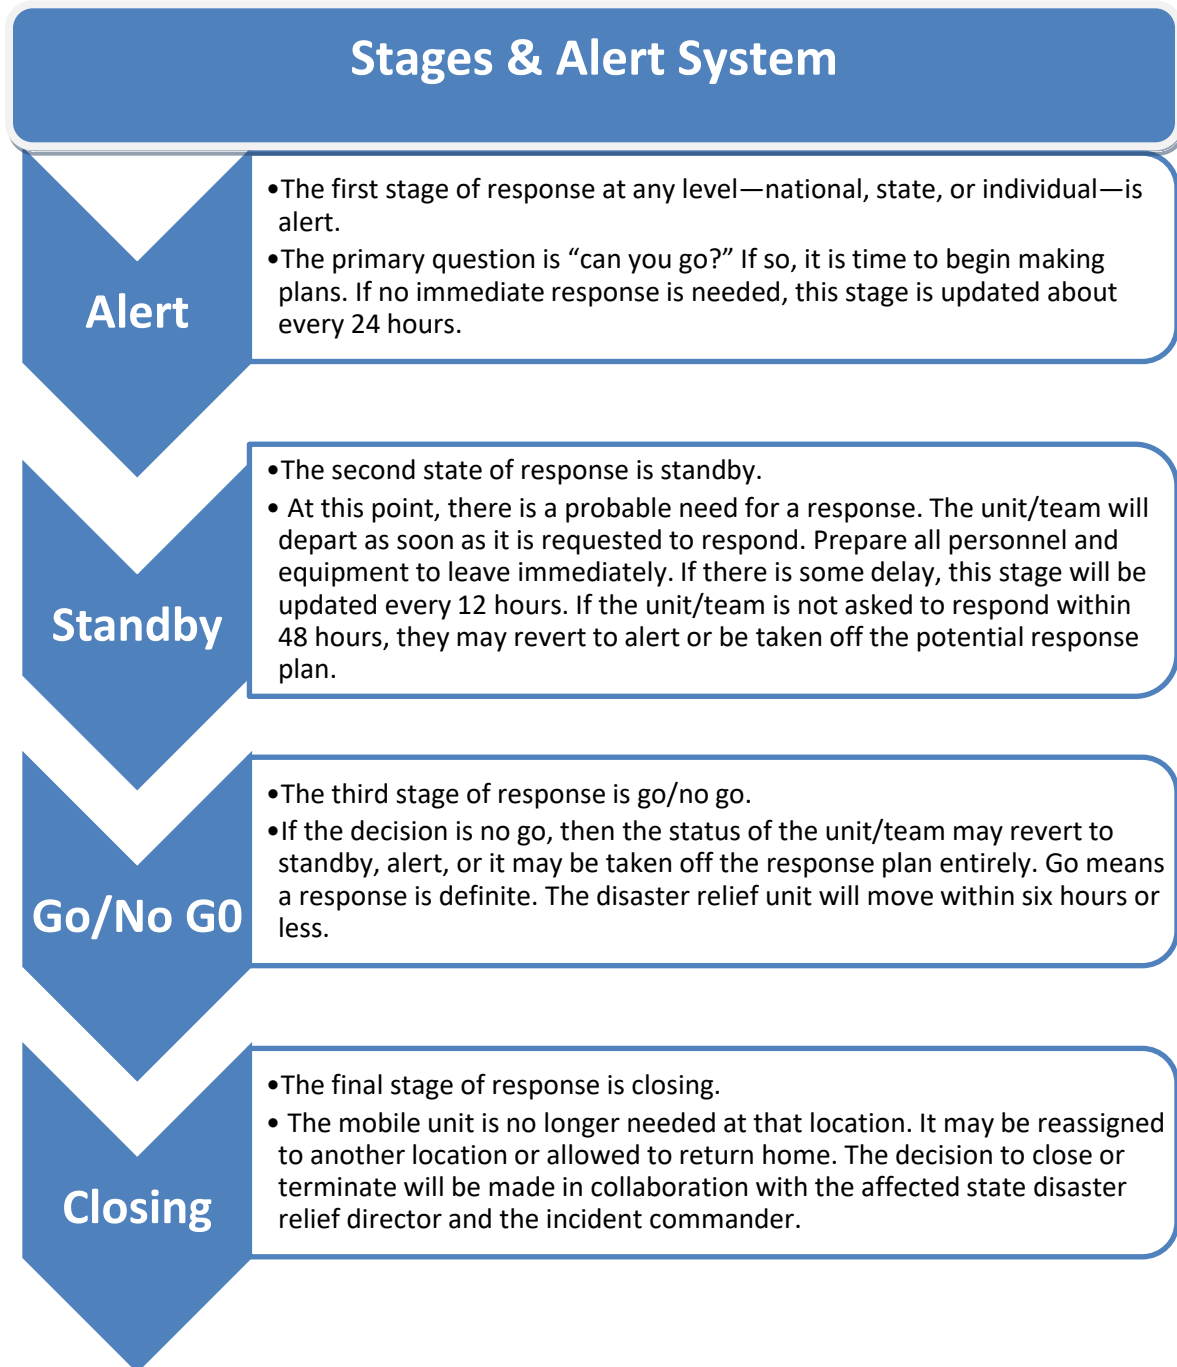 Stages & Alert System
Alert
•The first stage of response at any level—national, state, or individual—is
alert.
•The primary question is “can you go?” If so, it is time to begin making
plans. If no immediate response is needed, this stage is updated about
every 24 hours.
Standby
•The second state of response is standby.
• At this point, there is a probable need for a response. The unit/team will
depart as soon as it is requested to respond. Prepare all personnel and
equipment to leave immediately. If there is some delay, this stage will be
updated every 12 hours. If the unit/team is not asked to respond within
48 hours, they may revert to alert or be taken off the potential response
plan.
Go/No G0
•The third stage of response is go/no go.
•If the decision is no go, then the status of the unit/team may revert to
standby, alert, or it may be taken off the response plan entirely. Go means
a response is definite. The disaster relief unit will move within six hours or
less.
Closing
•The final stage of response is closing.
• The mobile unit is no longer needed at that location. It may be reassigned
to another location or allowed to return home. The decision to close or
terminate will be made in collaboration with the affected state disaster
relief director and the incident commander.